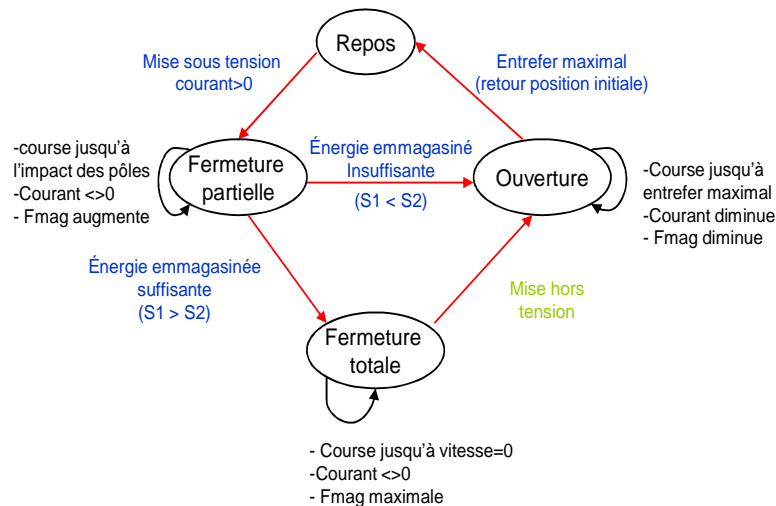 Repos
Mise sous tension
courant>0
Entrefer maximal
(retour position initiale)
-course jusqu'à
l'impact des pôles
-Courant <>0
- Fmag augmente
Fermeture
partielle
Énergie emmagasiné
Insuffisante
(S1 < S2)
Ouverture
-Course jusqu'à
entrefer maximal
-Courant diminue
- Fmag diminue
Énergie emmagasinée
suffisante
(S1 > S2)
Mise hors
tension
Fermeture
totale
- Course jusqu'à vitesse=0
-Courant <>0
- Fmag maximale